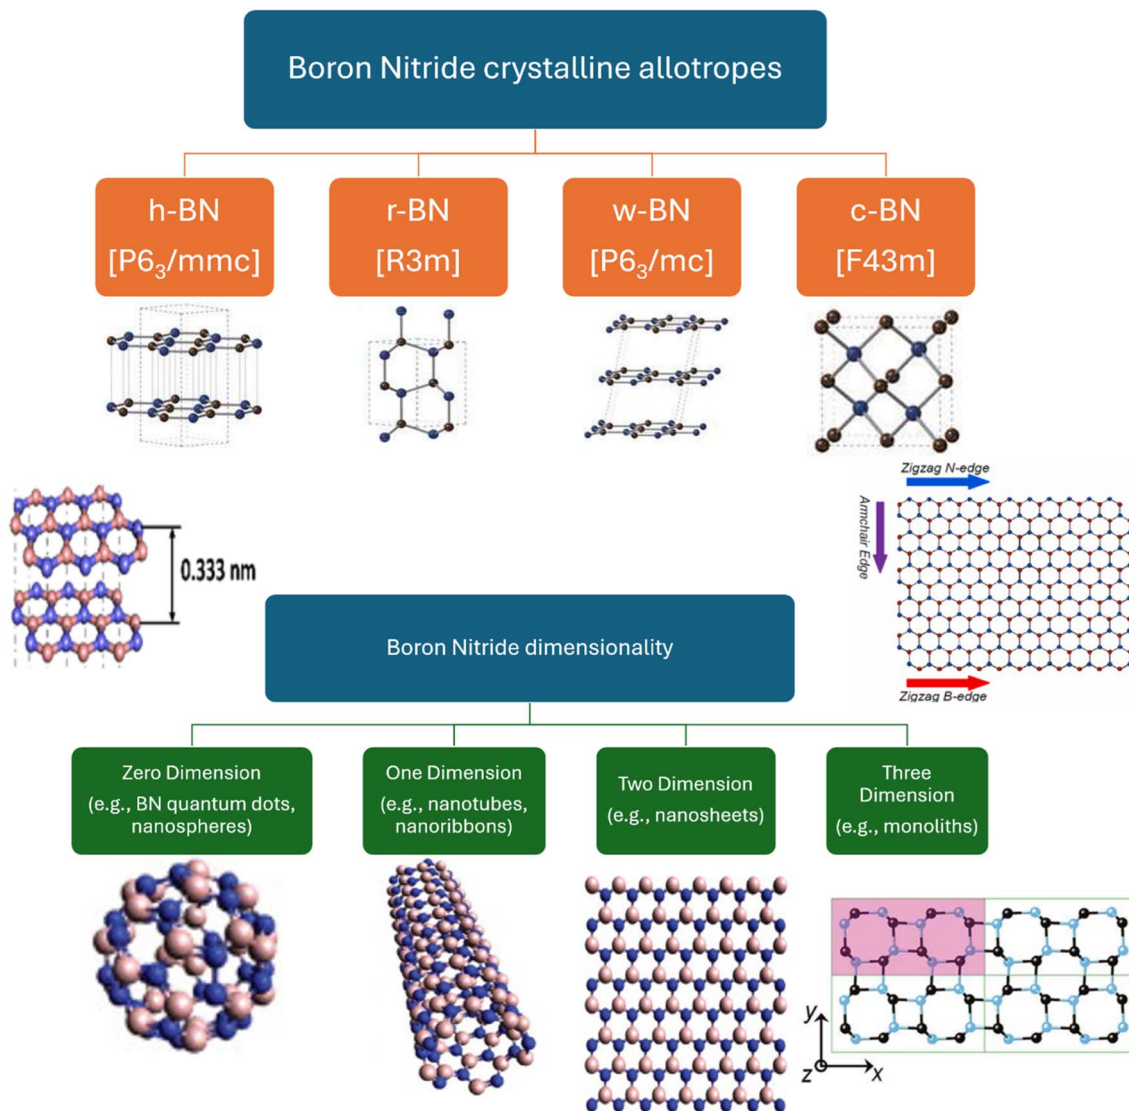 Boron Nitride crystalline allotropes
h-BN
[P6₃/mmc]
r-BN
[R3m]
w-BN
[P6₃/mc]
c-BN
[F43m]
Zigzag N-edge
Armchair Edge
0.333 nm
Zigzag B-edge
Boron Nitride dimensionality
Zero Dimension
(e.g., BN quantum dots,
nanospheres)
One Dimension
(e.g., nanotubes,
nanoribbons)
Two Dimension
(e.g., nanosheets)
Three
Dimension
(e.g., monoliths)
y
z
x